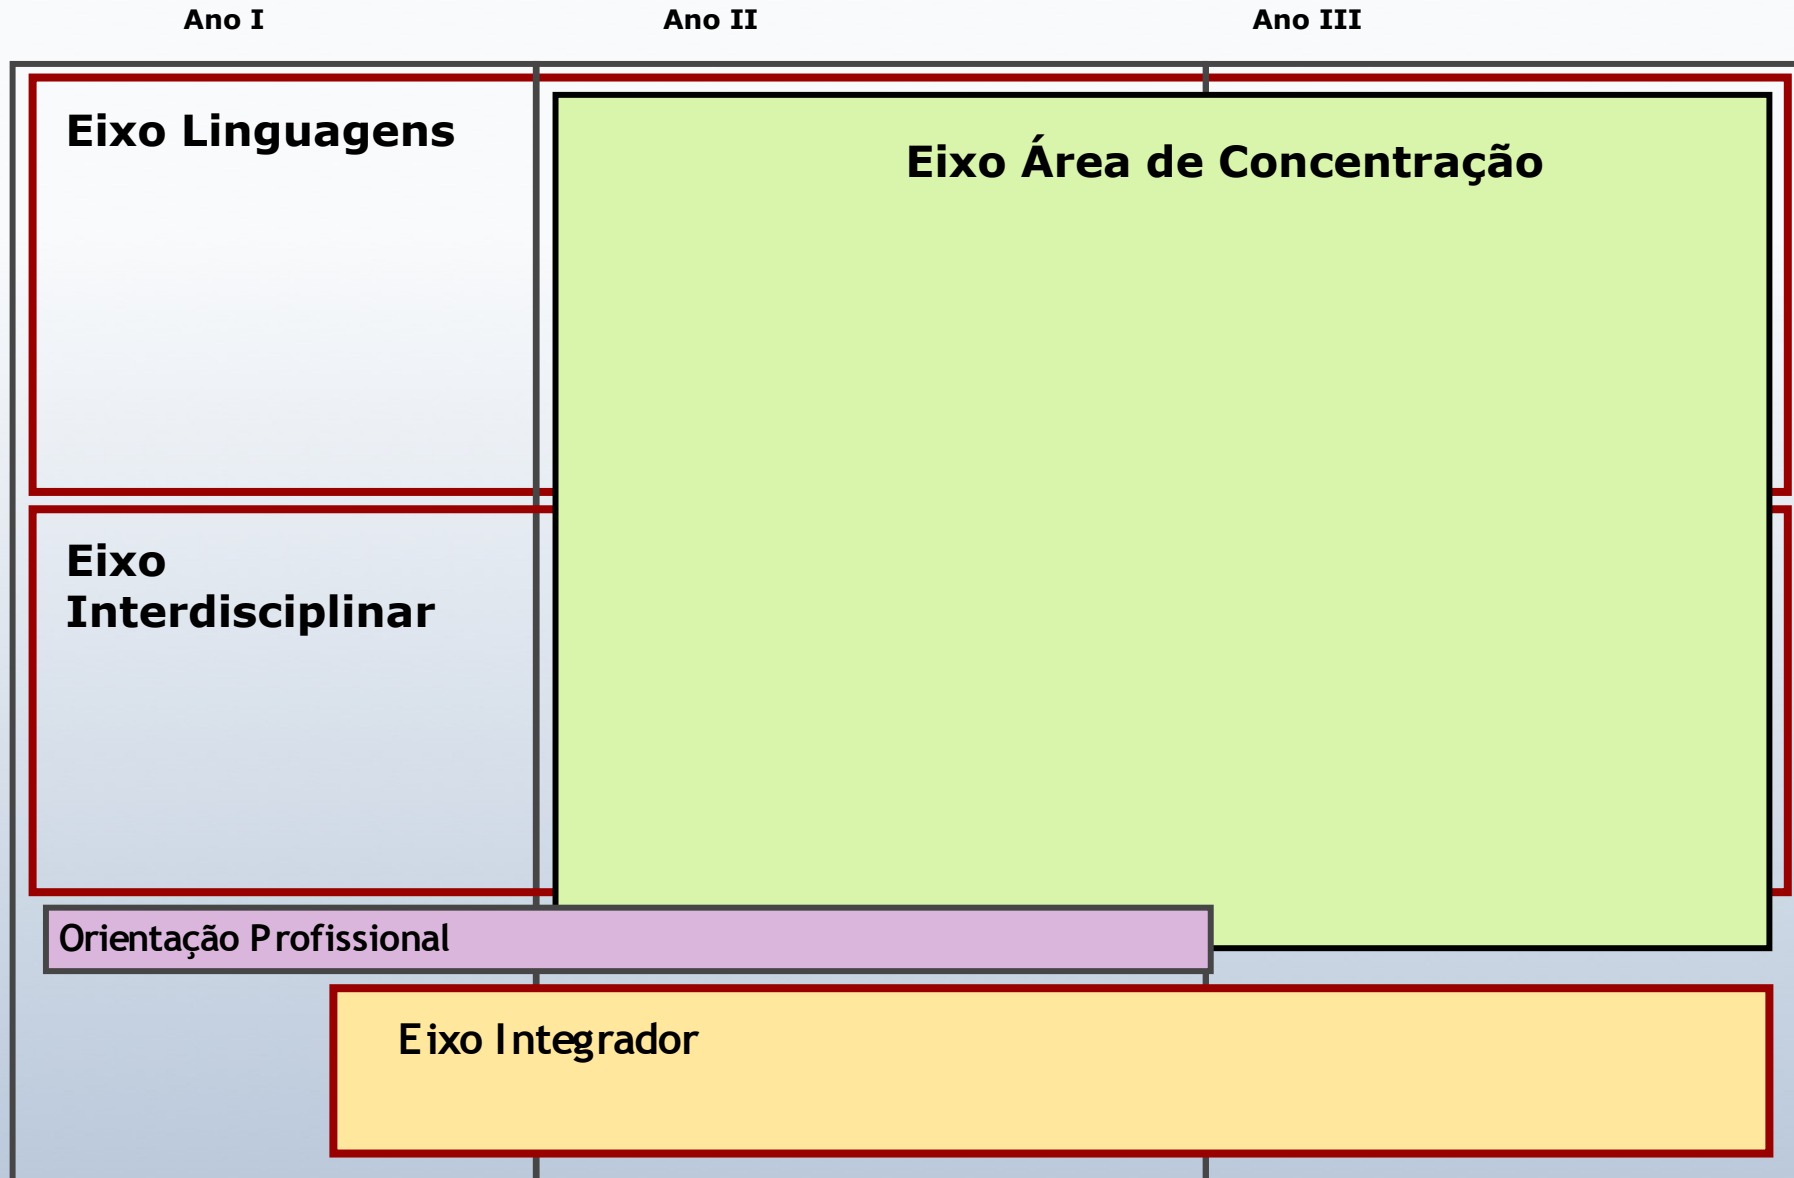 Ano I
Ano II
Ano III
Eixo Linguagens
Eixo Área de Concentração
Eixo
Interdisciplinar
Orientação Profissional
Eixo Integrador